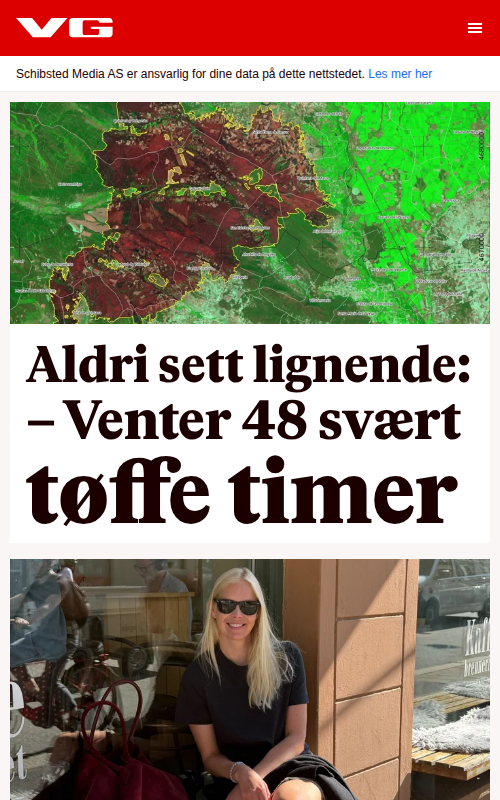 VG
Schibsted Media AS er ansvarlig for dine data på dette nettstedet. Les mer her
Aldri sett lignende:
– Venter 48 svært
tøffe timer